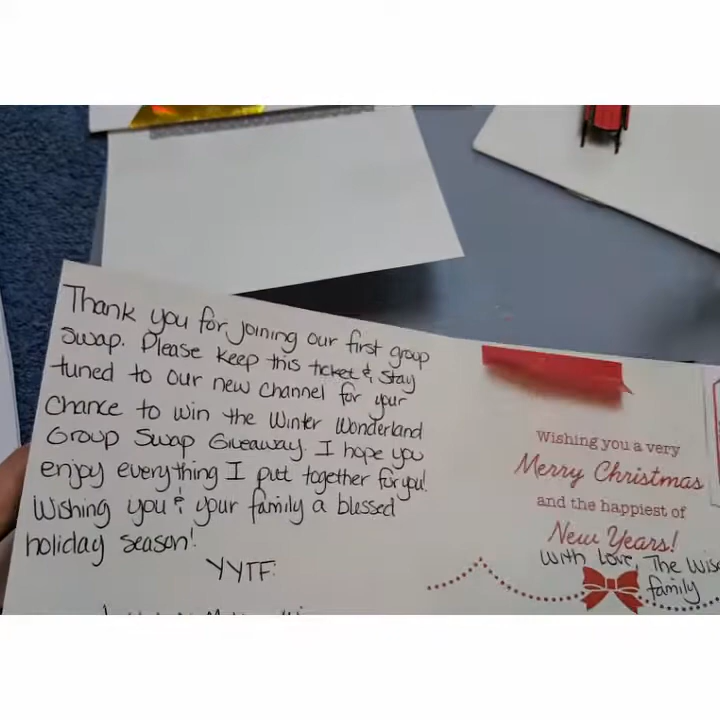 Thank you for joining our first group
swap. Please keep this ticket & stay
tuned to our new channel for your
chance to win the Winter Wonderland
Group Swap Giveaway. I hope you
enjoy everything I put together for you!
Wishing you & your family a blessed
holiday season!
YYTF
Wishing you a very
Merry Christmas
and the happiest of
New Years!
With love, The
family